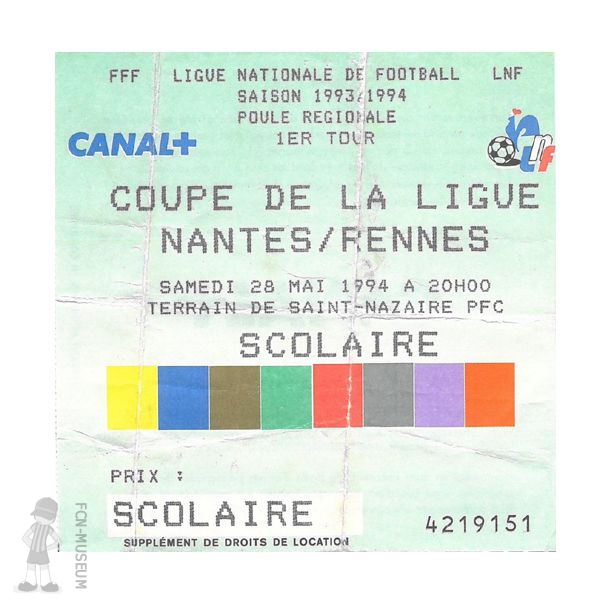 FFF LIGUE NATIONALE DE FOOTBALL LNF
SAISON 1993/1994
POULE REGIONALE
1ER TOUR
CANAL+
lnf
COUPE DE LA LIGUE
NANTES/RENNES
SAMEDI 28 MAI 1994 A 20H00
TERRAIN DE SAINT-NAZAIRE PFC
SCOLAIRE
PRIX :
SCOLAIRE
4219151
SUPPLÉMENT DE DROITS DE LOCATION
FCN-MUSEUM